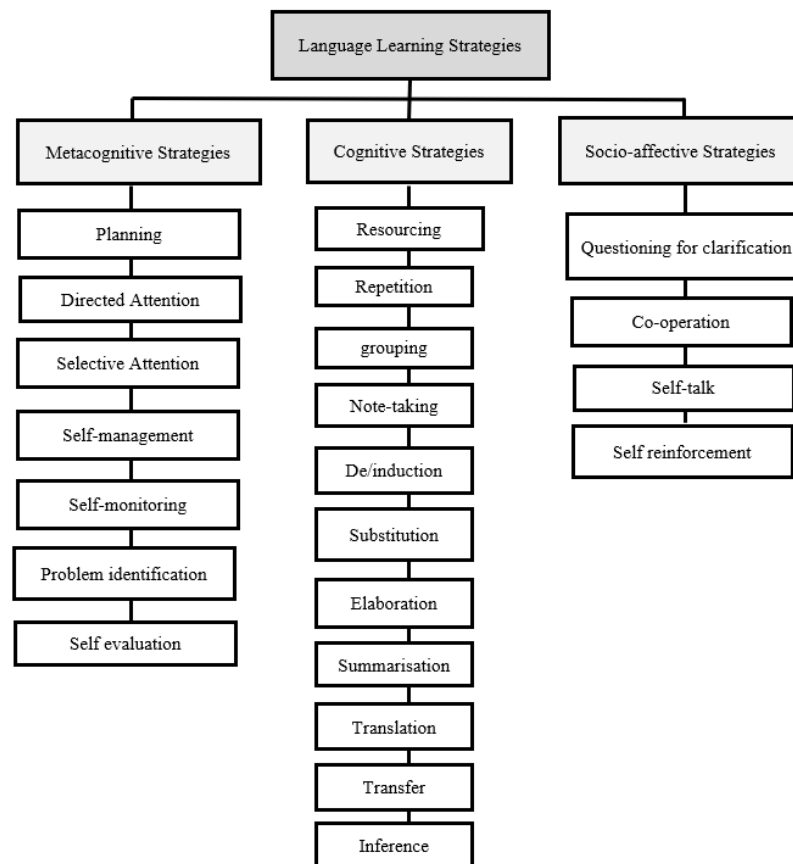 Language Learning Strategies
Metacognitive Strategies
Planning
Directed Attention
Selective Attention
Self-management
Self-monitoring
Problem identification
Self evaluation
Cognitive Strategies
Resourcing
Repetition
grouping
Note-taking
De/induction
Substitution
Elaboration
Summarisation
Translation
Transfer
Inference
Socio-affective Strategies
Questioning for clarification
Co-operation
Self-talk
Self reinforcement